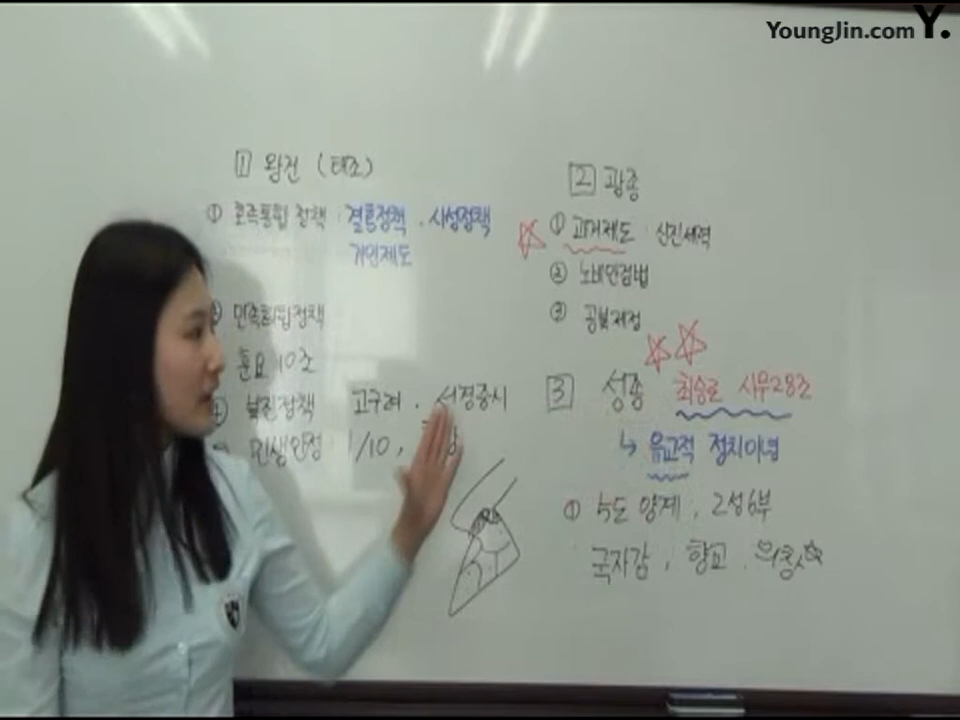 YoungJin.com Y.
1 왕건 (태조)
① 호족통합 정책 : 결혼정책 . 사성정책
기인제도
민족화합정책
훈요 10조
북진정책 고구려 . 서경중시
민생안정 1/10,
2 광종
① 과거제도 : 신진세력
② 노비안검법
③ 공복제정
3 성종 최승로 시무28조
↳ 유교적 정치이념
① 5도 양계 , 2성6부
국자감 , 향교 . 의창